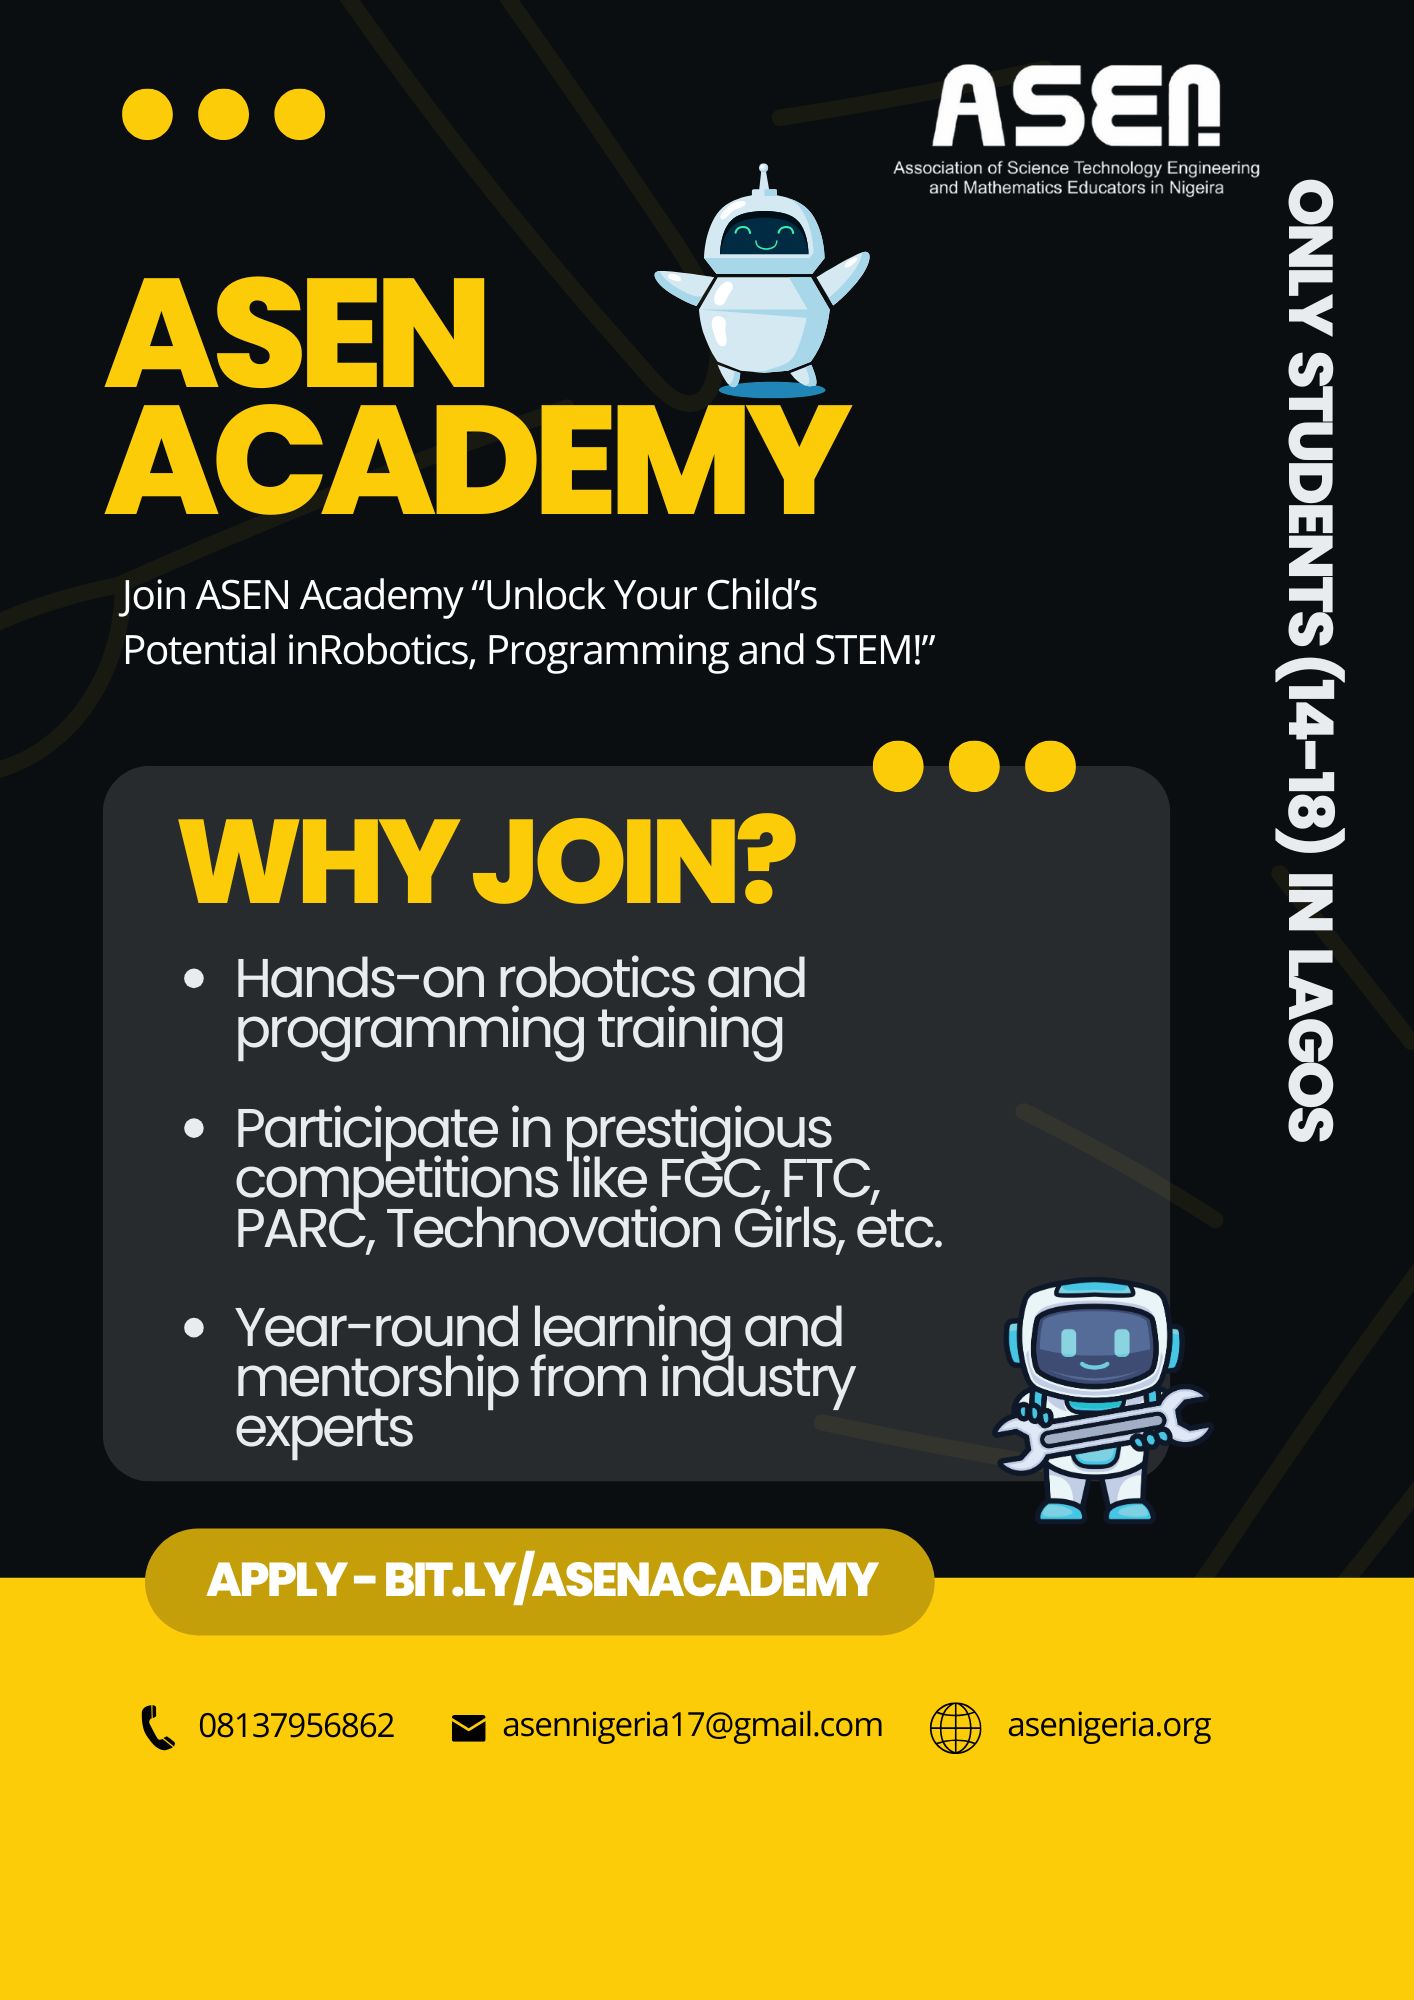 ASEN
Association of Science Technology Engineering
and Mathematics Educators in Nigeira
ASEN
ACADEMY
Join ASEN Academy “Unlock Your Child’s
Potential inRobotics, Programming and STEM!”
ONLY STUDENTS (14-18) IN LAGOS
WHY JOIN?
• Hands-on robotics and
programming training
• Participate in prestigious
competitions like FGC, FTC,
PARC, Technovation Girls, etc.
• Year-round learning and
mentorship from industry
experts
APPLY - BIT.LY/ASENACADEMY
08137956862
asennigeria17@gmail.com
asenigeria.org